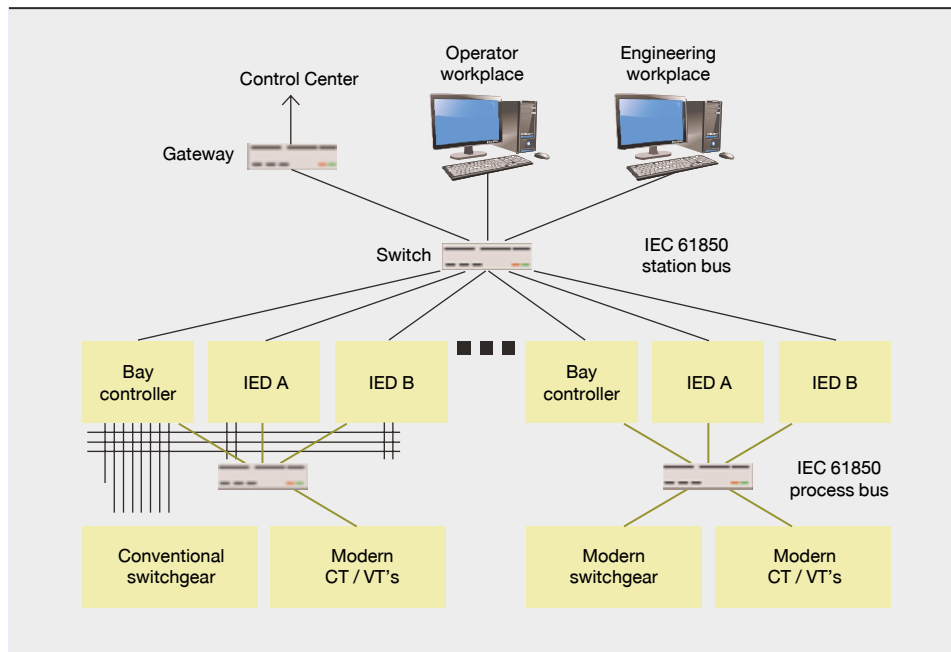 Operator
workplace
Engineering
workplace
Control Center
Gateway
Switch
IEC 61850
station bus
Bay
controller
IED A
IED B
Bay
controller
IED A
IED B
IEC 61850
process bus
Conventional
switchgear
Modern
CT / VT’s
Modern
switchgear
Modern
CT / VT’s